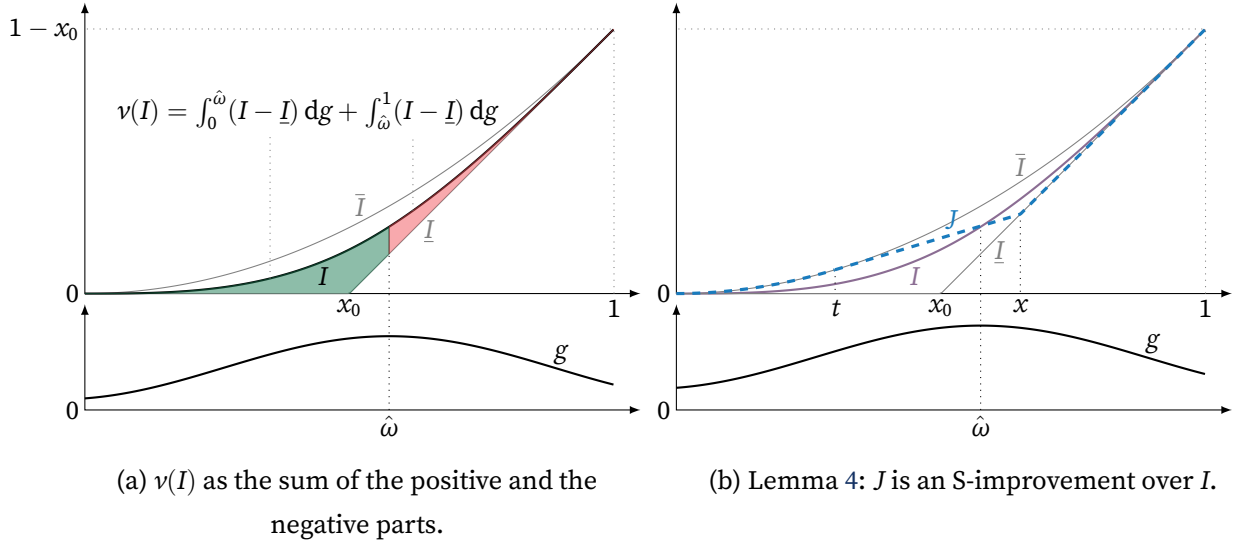 1 − x₀
ν(I) = ∫₀^ω̂ (I − I̲) dg + ∫_ω̂^1 (I − I̲) dg
Ī
I̲
I
0
x₀
1
g
0
ω̂
(a) ν(I) as the sum of the positive and the
negative parts.
Ī
J
I̲
I
0
t
x₀
x
1
g
0
ω̂
(b) Lemma 4: J is an S-improvement over I.